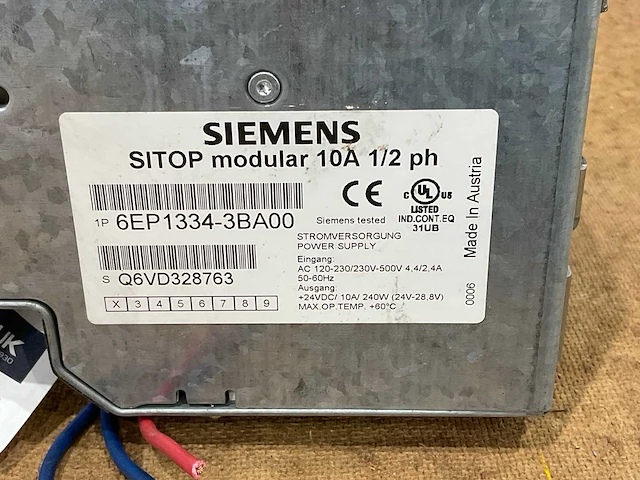 SIEMENS
SITOP modular 10A 1/2 ph
1P 6EP1334-3BA00
S Q6VD328763
X 3 4 5 6 7 8 9
CE
Siemens tested
C UL US
LISTED
IND.CONT.EQ
31UB
STROMVERSORGUNG
POWER SUPPLY
Eingang:
AC 120-230/230V-500V 4,4/2,4A
50-60Hz
Ausgang:
+24VDC/ 10A/ 240W (24V-28,8V)
MAX.OP.TEMP. +60°C
Made In Austria
0006
UK
930